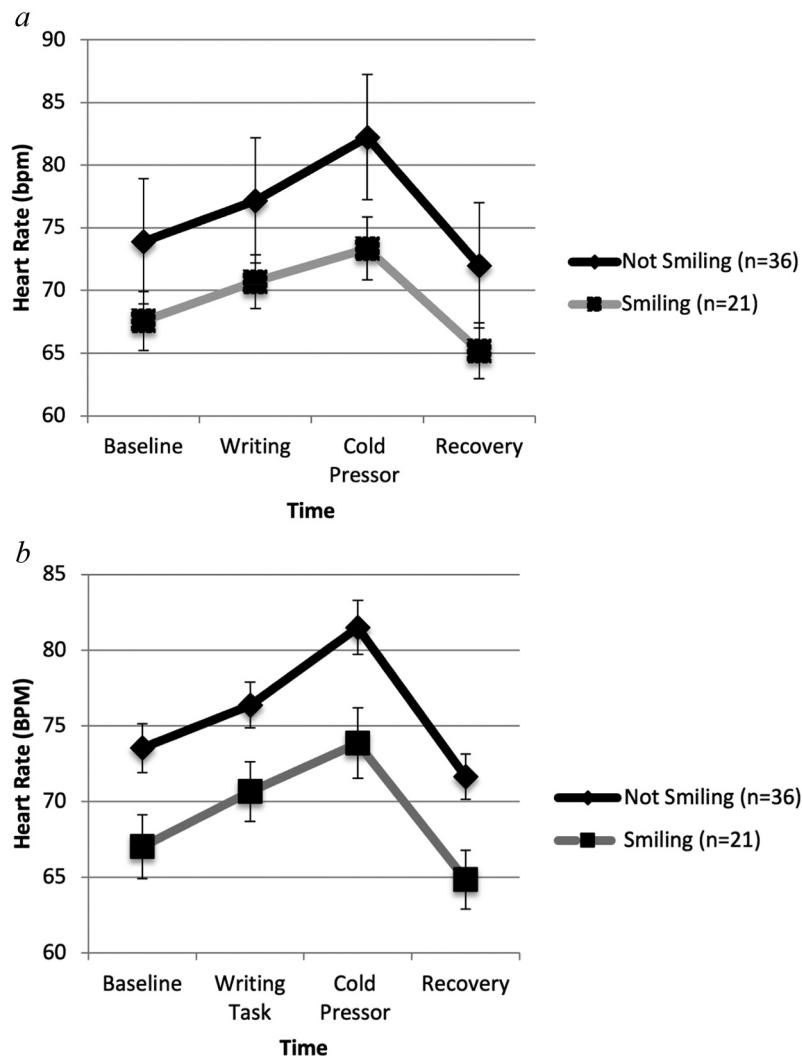 a
90
85
80
75
70
65
60
Heart Rate (bpm)
Baseline
Writing
Cold
Pressor
Recovery
Time
Not Smiling (n=36)
Smiling (n=21)
b
85
80
75
70
65
60
Heart Rate (BPM)
Baseline
Writing
Task
Cold
Pressor
Recovery
Time
Not Smiling (n=36)
Smiling (n=21)